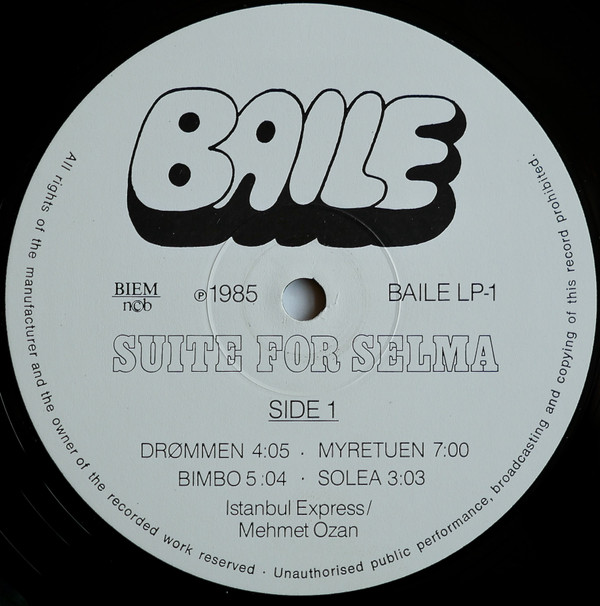 BAILE
BIEM
ncb
℗1985
BAILE LP-1
SUITE FOR SELMA
SIDE 1
DRØMMEN 4:05 · MYRETUEN 7:00
BIMBO 5:04 · SOLEA 3:03
Istanbul Express/
Mehmet Ozan
All rights of the manufacturer and the owner of the recorded work reserved · Unauthorised public performance, broadcasting and copying of this record prohibited.